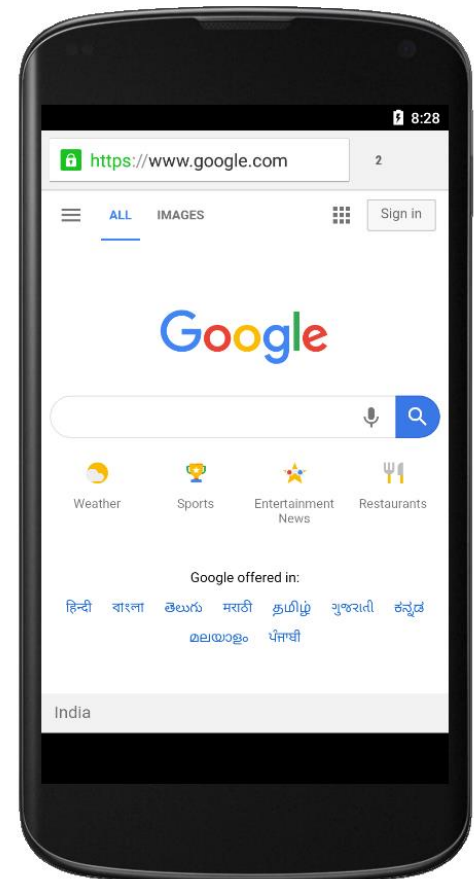 8:28
https://www.google.com 2
ALL IMAGES Sign in
Google
Weather Sports Entertainment News Restaurants
Google offered in:
हिन्दी বাংলা తెలుగు मराठी தமிழ் ગુજરાતી ಕನ್ನಡ
മലയാളം ਪੰਜਾਬੀ
India